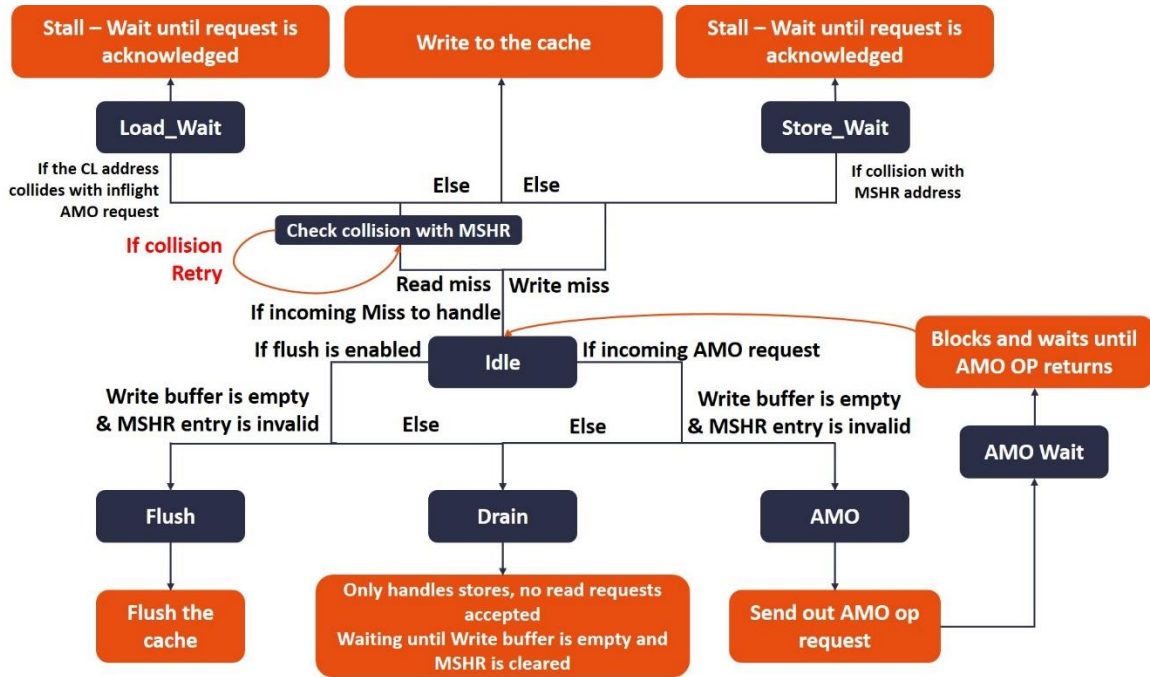 Stall – Wait until request is
acknowledged
Write to the cache
Stall – Wait until request is
acknowledged
Load_Wait
Store_Wait
If the CL address
collides with inflight
AMO request
Else
Else
If collision with
MSHR address
Check collision with MSHR
If collision
Retry
Read miss
Write miss
If incoming Miss to handle
If flush is enabled
Idle
If incoming AMO request
Blocks and waits until
AMO OP returns
Write buffer is empty
& MSHR entry is invalid
Else
Else
Write buffer is empty
& MSHR entry is invalid
AMO Wait
Flush
Drain
AMO
Flush the
cache
Only handles stores, no read requests
accepted
Waiting until Write buffer is empty and
MSHR is cleared
Send out AMO op
request